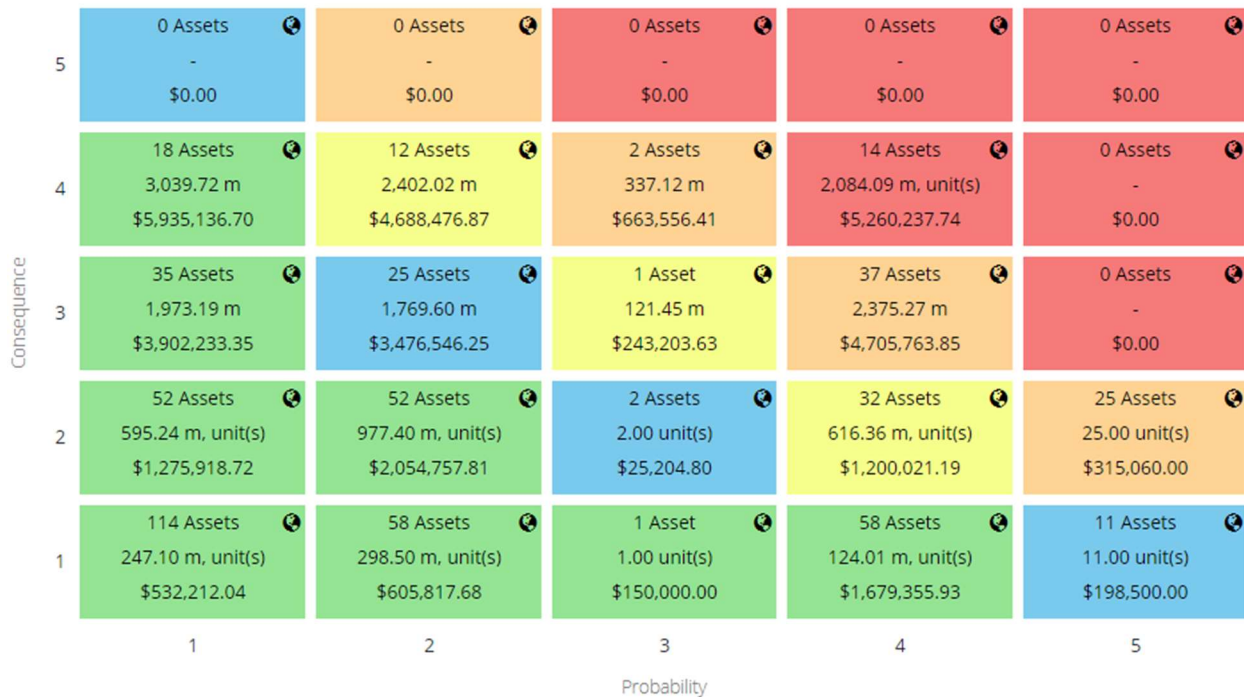 5
0 Assets
-
$0.00
0 Assets
-
$0.00
0 Assets
-
$0.00
0 Assets
-
$0.00
0 Assets
-
$0.00
4
18 Assets
3,039.72 m
$5,935,136.70
12 Assets
2,402.02 m
$4,688,476.87
2 Assets
337.12 m
$663,556.41
14 Assets
2,084.09 m, unit(s)
$5,260,237.74
0 Assets
-
$0.00
Consequence
3
35 Assets
1,973.19 m
$3,902,233.35
25 Assets
1,769.60 m
$3,476,546.25
1 Asset
121.45 m
$243,203.63
37 Assets
2,375.27 m
$4,705,763.85
0 Assets
-
$0.00
2
52 Assets
595.24 m, unit(s)
$1,275,918.72
52 Assets
977.40 m, unit(s)
$2,054,757.81
2 Assets
2.00 unit(s)
$25,204.80
32 Assets
616.36 m, unit(s)
$1,200,021.19
25 Assets
25.00 unit(s)
$315,060.00
1
114 Assets
247.10 m, unit(s)
$532,212.04
58 Assets
298.50 m, unit(s)
$605,817.68
1 Asset
1.00 unit(s)
$150,000.00
58 Assets
124.01 m, unit(s)
$1,679,355.93
11 Assets
11.00 unit(s)
$198,500.00
1
2
3
4
5
Probability